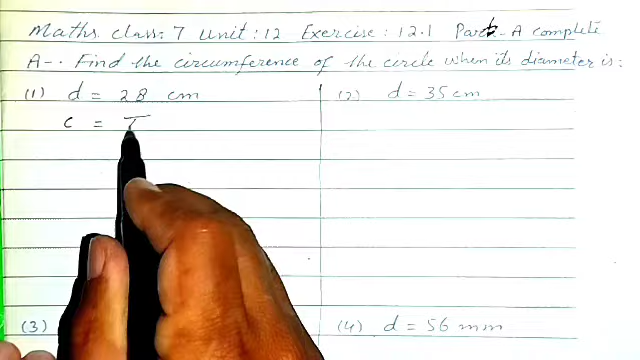 Maths class: 7 Unit: 12 Exercise: 12.1 Part - A complete
A-. Find the circumference of the circle when its diameter is:
(1) d = 28 cm
c =
(2) d = 35 cm
(3)
(4) d = 56 mm